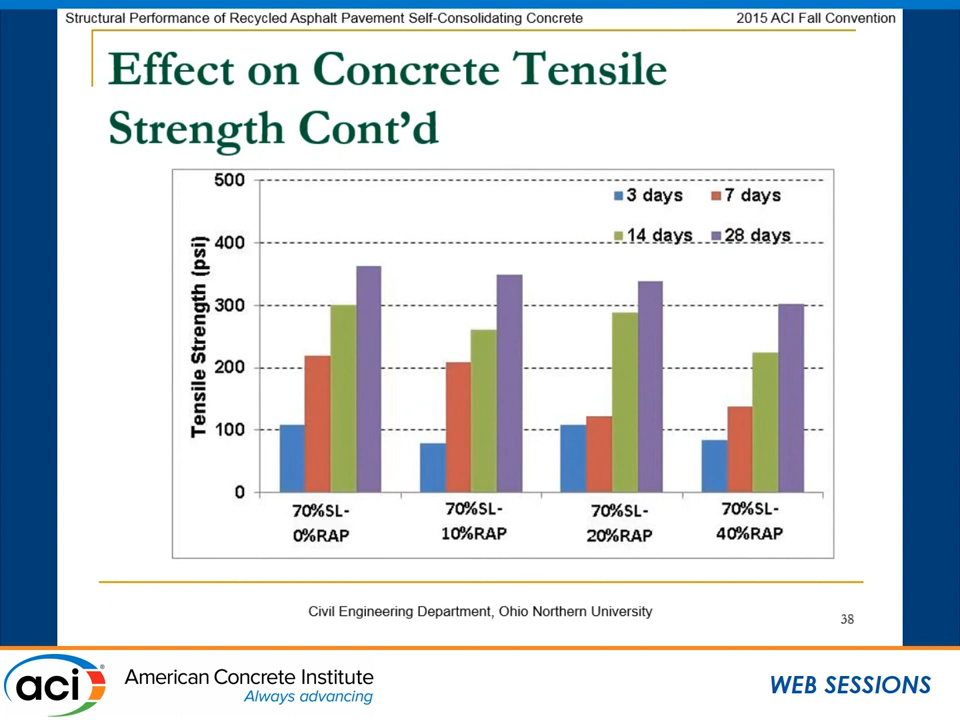 Structural Performance of Recycled Asphalt Pavement Self-Consolidating Concrete
2015 ACI Fall Convention
Effect on Concrete Tensile
Strength Cont’d
Tensile Strength (psi)
500
400
300
200
100
0
3 days
7 days
14 days
28 days
70%SL-
0%RAP
70%SL-
10%RAP
70%SL-
20%RAP
70%SL-
40%RAP
Civil Engineering Department, Ohio Northern University
38
aci®
American Concrete Institute
Always advancing
WEB SESSIONS